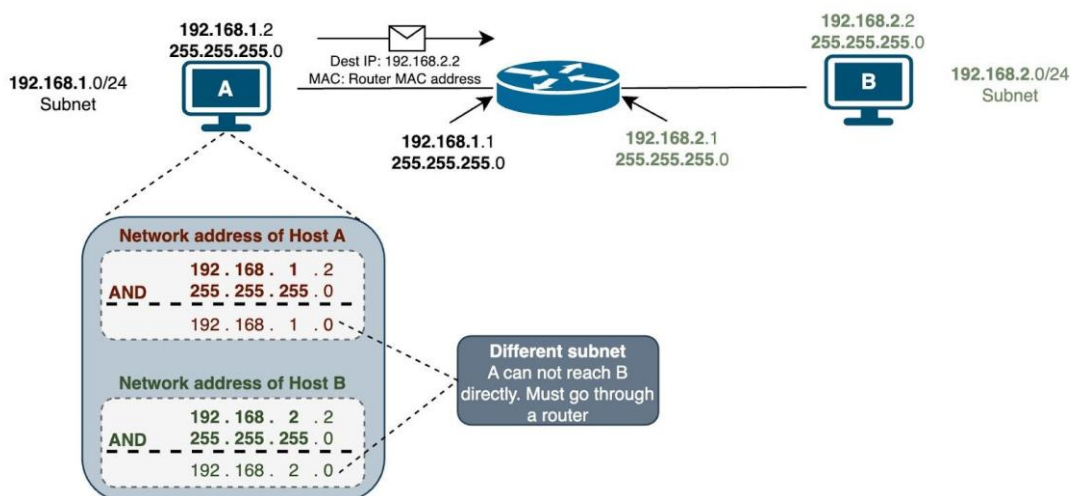 192.168.1.2
255.255.255.0
192.168.1.0/24
Subnet
A
Dest IP: 192.168.2.2
MAC: Router MAC address
192.168.1.1
255.255.255.0
192.168.2.1
255.255.255.0
192.168.2.2
255.255.255.0
B
192.168.2.0/24
Subnet
Network address of Host A
192 . 168 . 1 . 2
AND 255 . 255 . 255 . 0
192 . 168 . 1 . 0
Network address of Host B
192 . 168 . 2 . 2
AND 255 . 255 . 255 . 0
192 . 168 . 2 . 0
Different subnet
A can not reach B
directly. Must go through
a router